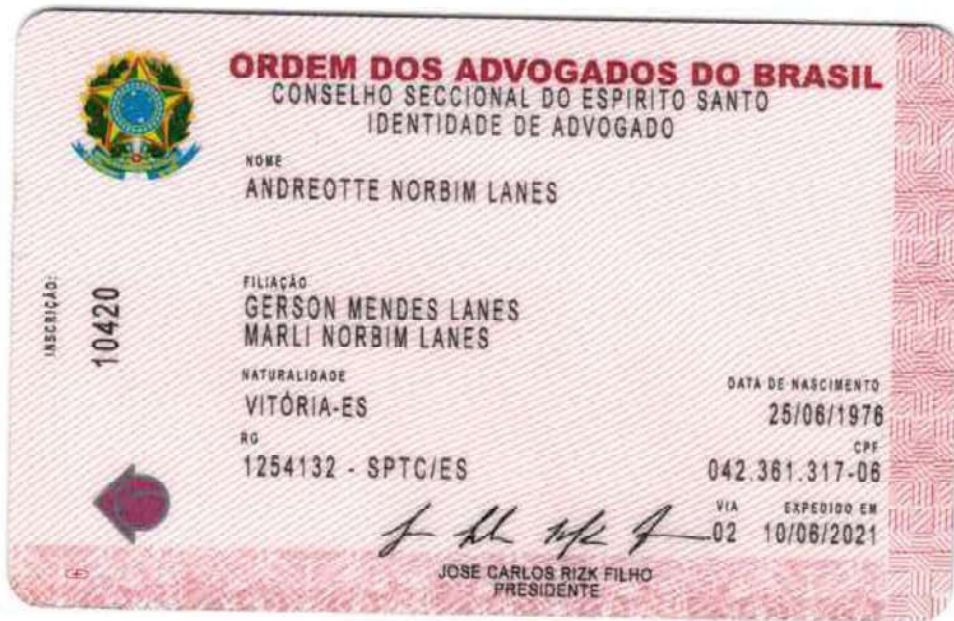 ORDEM DOS ADVOGADOS DO BRASIL
CONSELHO SECCIONAL DO ESPIRITO SANTO
IDENTIDADE DE ADVOGADO
NOME
ANDREOTTE NORBIM LANES
INSCRIÇÃO:
10420
FILIAÇÃO
GERSON MENDES LANES
MARLI NORBIM LANES
NATURALIDADE
VITÓRIA-ES
DATA DE NASCIMENTO
25/06/1976
RG
1254132 - SPTC/ES
CPF
042.361.317-06
VIA
02
EXPEDIDO EM
10/06/2021
JOSE CARLOS RIZK FILHO
PRESIDENTE